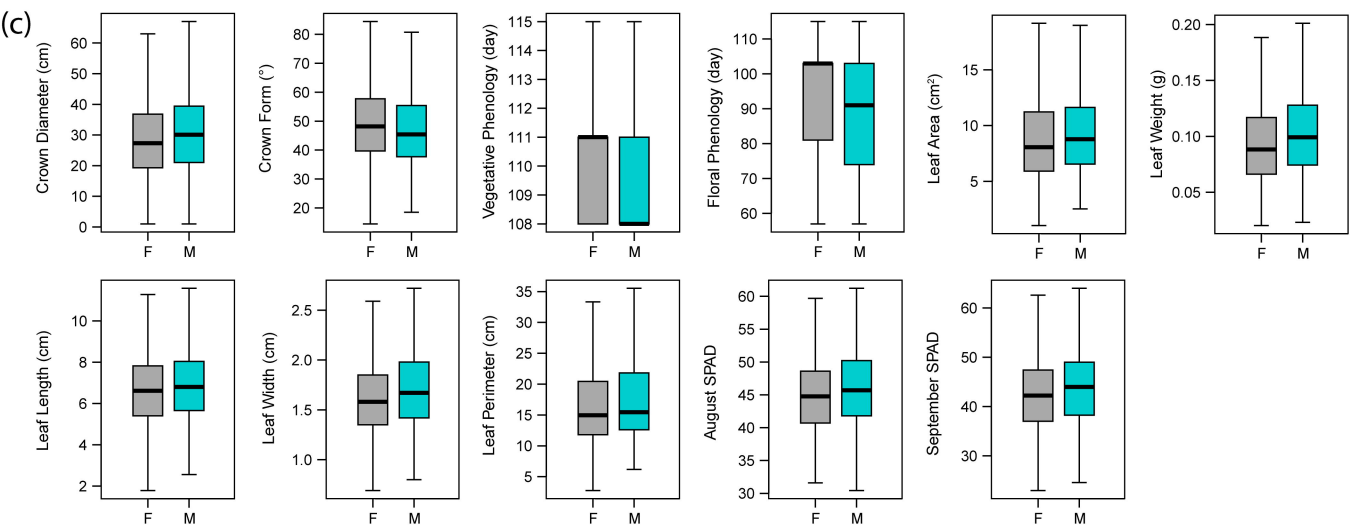 (c)
Crown Diameter (cm)
60
50
40
30
20
10
0
F M
Crown Form (°)
80
70
60
50
40
30
20
F M
Vegetative Phenology (day)
115
114
113
112
111
110
109
108
F M
Floral Phenology (day)
110
100
90
80
70
60
F M
Leaf Area (cm²)
15
10
5
F M
Leaf Weight (g)
0.20
0.15
0.10
0.05
F M
Leaf Length (cm)
10
8
6
4
2
F M
Leaf Width (cm)
2.5
2.0
1.5
1.0
F M
Leaf Perimeter (cm)
35
30
25
20
15
10
5
F M
August SPAD
60
55
50
45
40
35
30
F M
September SPAD
60
50
40
30
F M